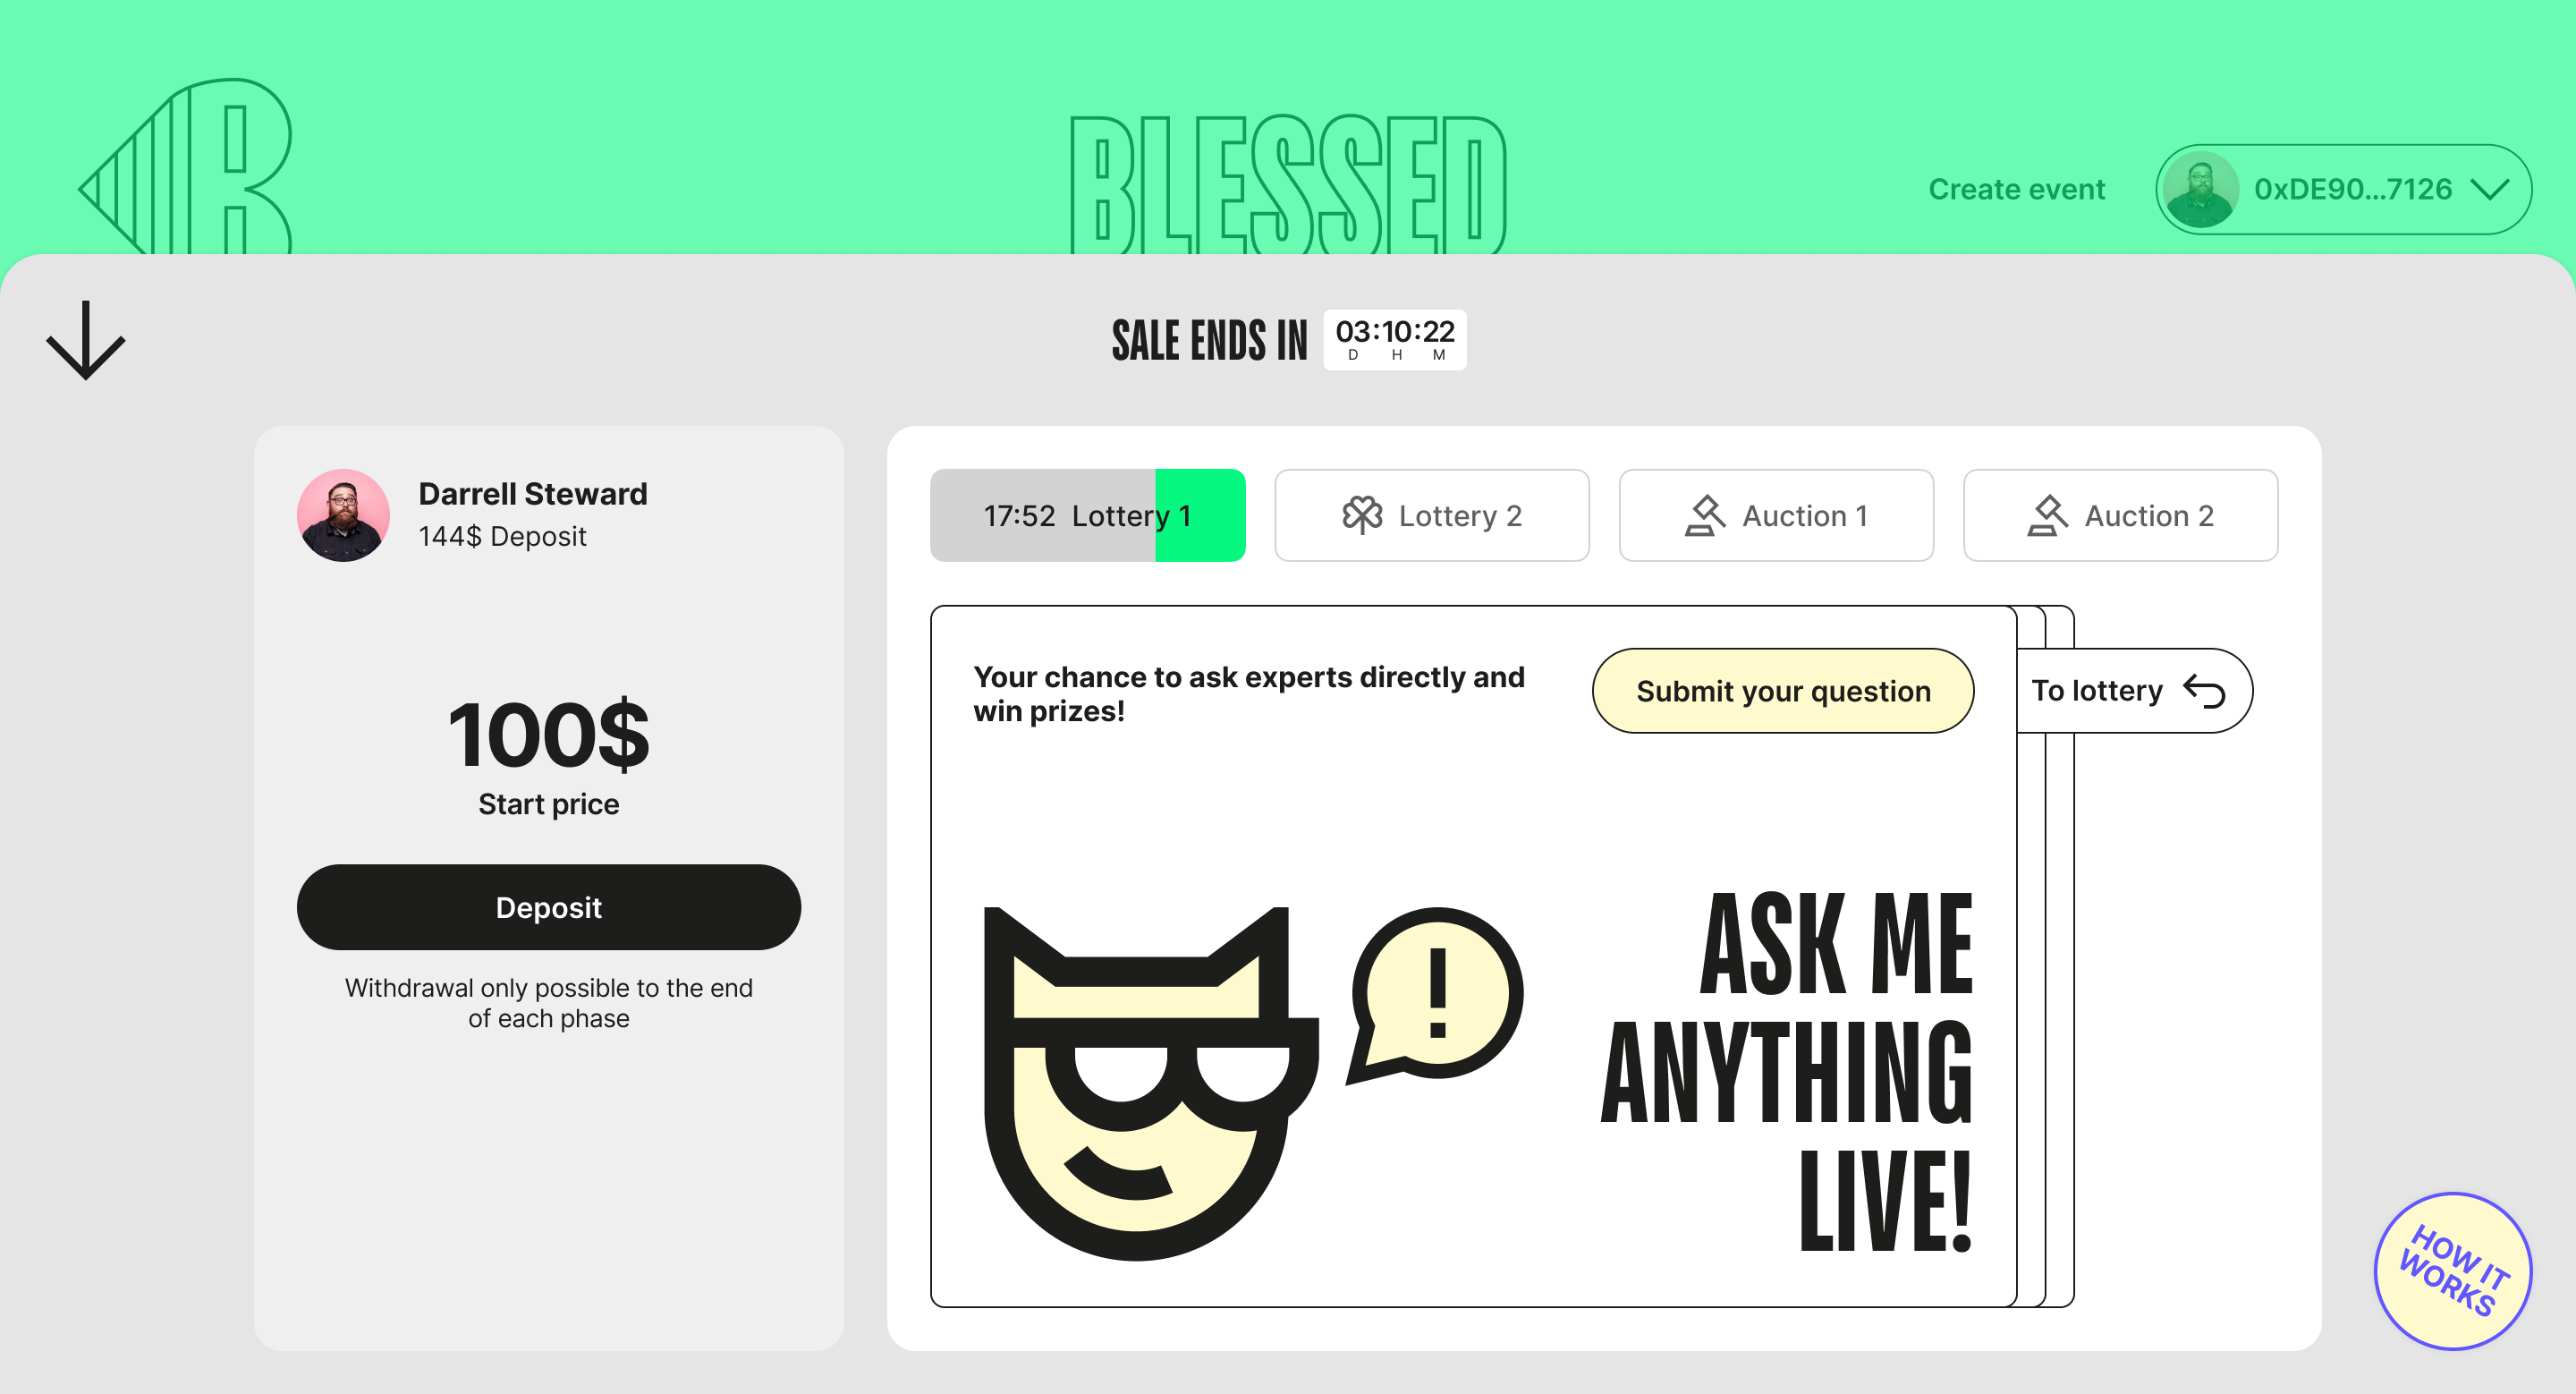 B
BLESSED
Create event
0xDE90...7126
SALE ENDS IN
03:10:22
D H M
Darrell Steward
144$ Deposit
100$
Start price
Deposit
Withdrawal only possible to the end
of each phase
17:52 Lottery 1
Lottery 2
Auction 1
Auction 2
Your chance to ask experts directly and
win prizes!
Submit your question
To lottery
!
ASK ME
ANYTHING
LIVE!
HOW IT
WORKS